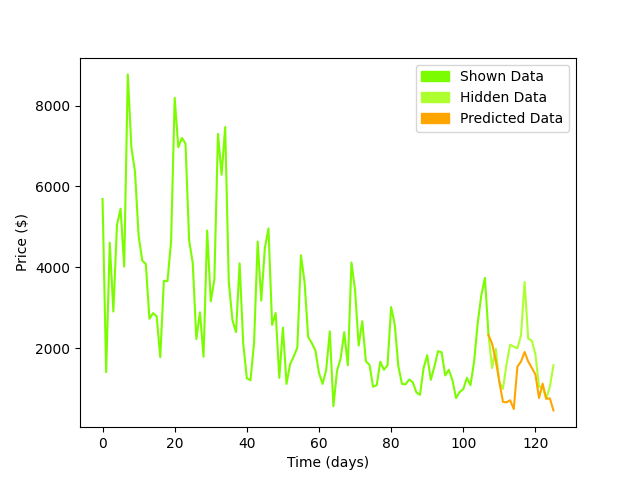 Shown Data
Hidden Data
Predicted Data
8000
6000
4000
2000
Price ($)
0
20
40
60
80
100
120
Time (days)